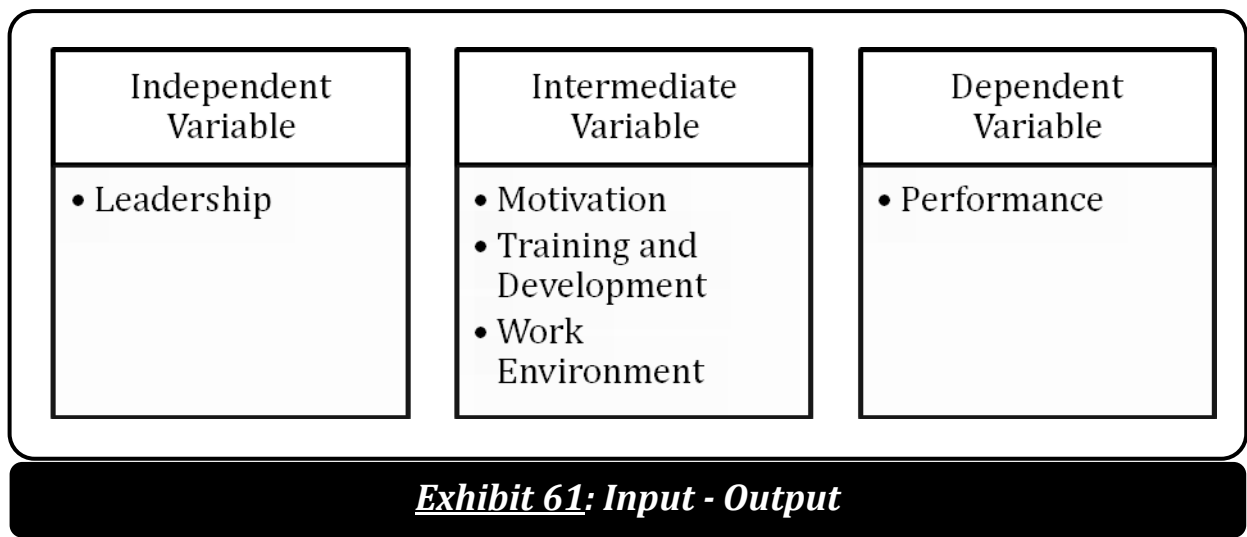 Independent
Variable
• Leadership
Intermediate
Variable
• Motivation
• Training and
Development
• Work
Environment
Dependent
Variable
• Performance
Exhibit 61: Input - Output